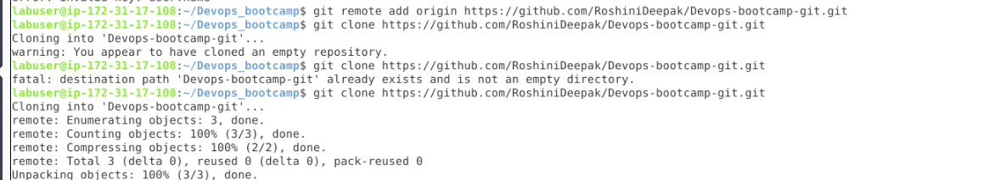 labuser@ip-172-31-17-108:~/Devops_bootcamp$ git remote add origin https://github.com/RoshiniDeepak/Devops-bootcamp-git.git
labuser@ip-172-31-17-108:~/Devops_bootcamp$ git clone https://github.com/RoshiniDeepak/Devops-bootcamp-git.git
Cloning into 'Devops-bootcamp-git'...
warning: You appear to have cloned an empty repository.
labuser@ip-172-31-17-108:~/Devops_bootcamp$ git clone https://github.com/RoshiniDeepak/Devops-bootcamp-git.git
fatal: destination path 'Devops-bootcamp-git' already exists and is not an empty directory.
labuser@ip-172-31-17-108:~/Devops_bootcamp$ git clone https://github.com/RoshiniDeepak/Devops-bootcamp-git.git
Cloning into 'Devops-bootcamp-git'...
remote: Enumerating objects: 3, done.
remote: Counting objects: 100% (3/3), done.
remote: Compressing objects: 100% (2/2), done.
remote: Total 3 (delta 0), reused 0 (delta 0), pack-reused 0
Unpacking objects: 100% (3/3), done.